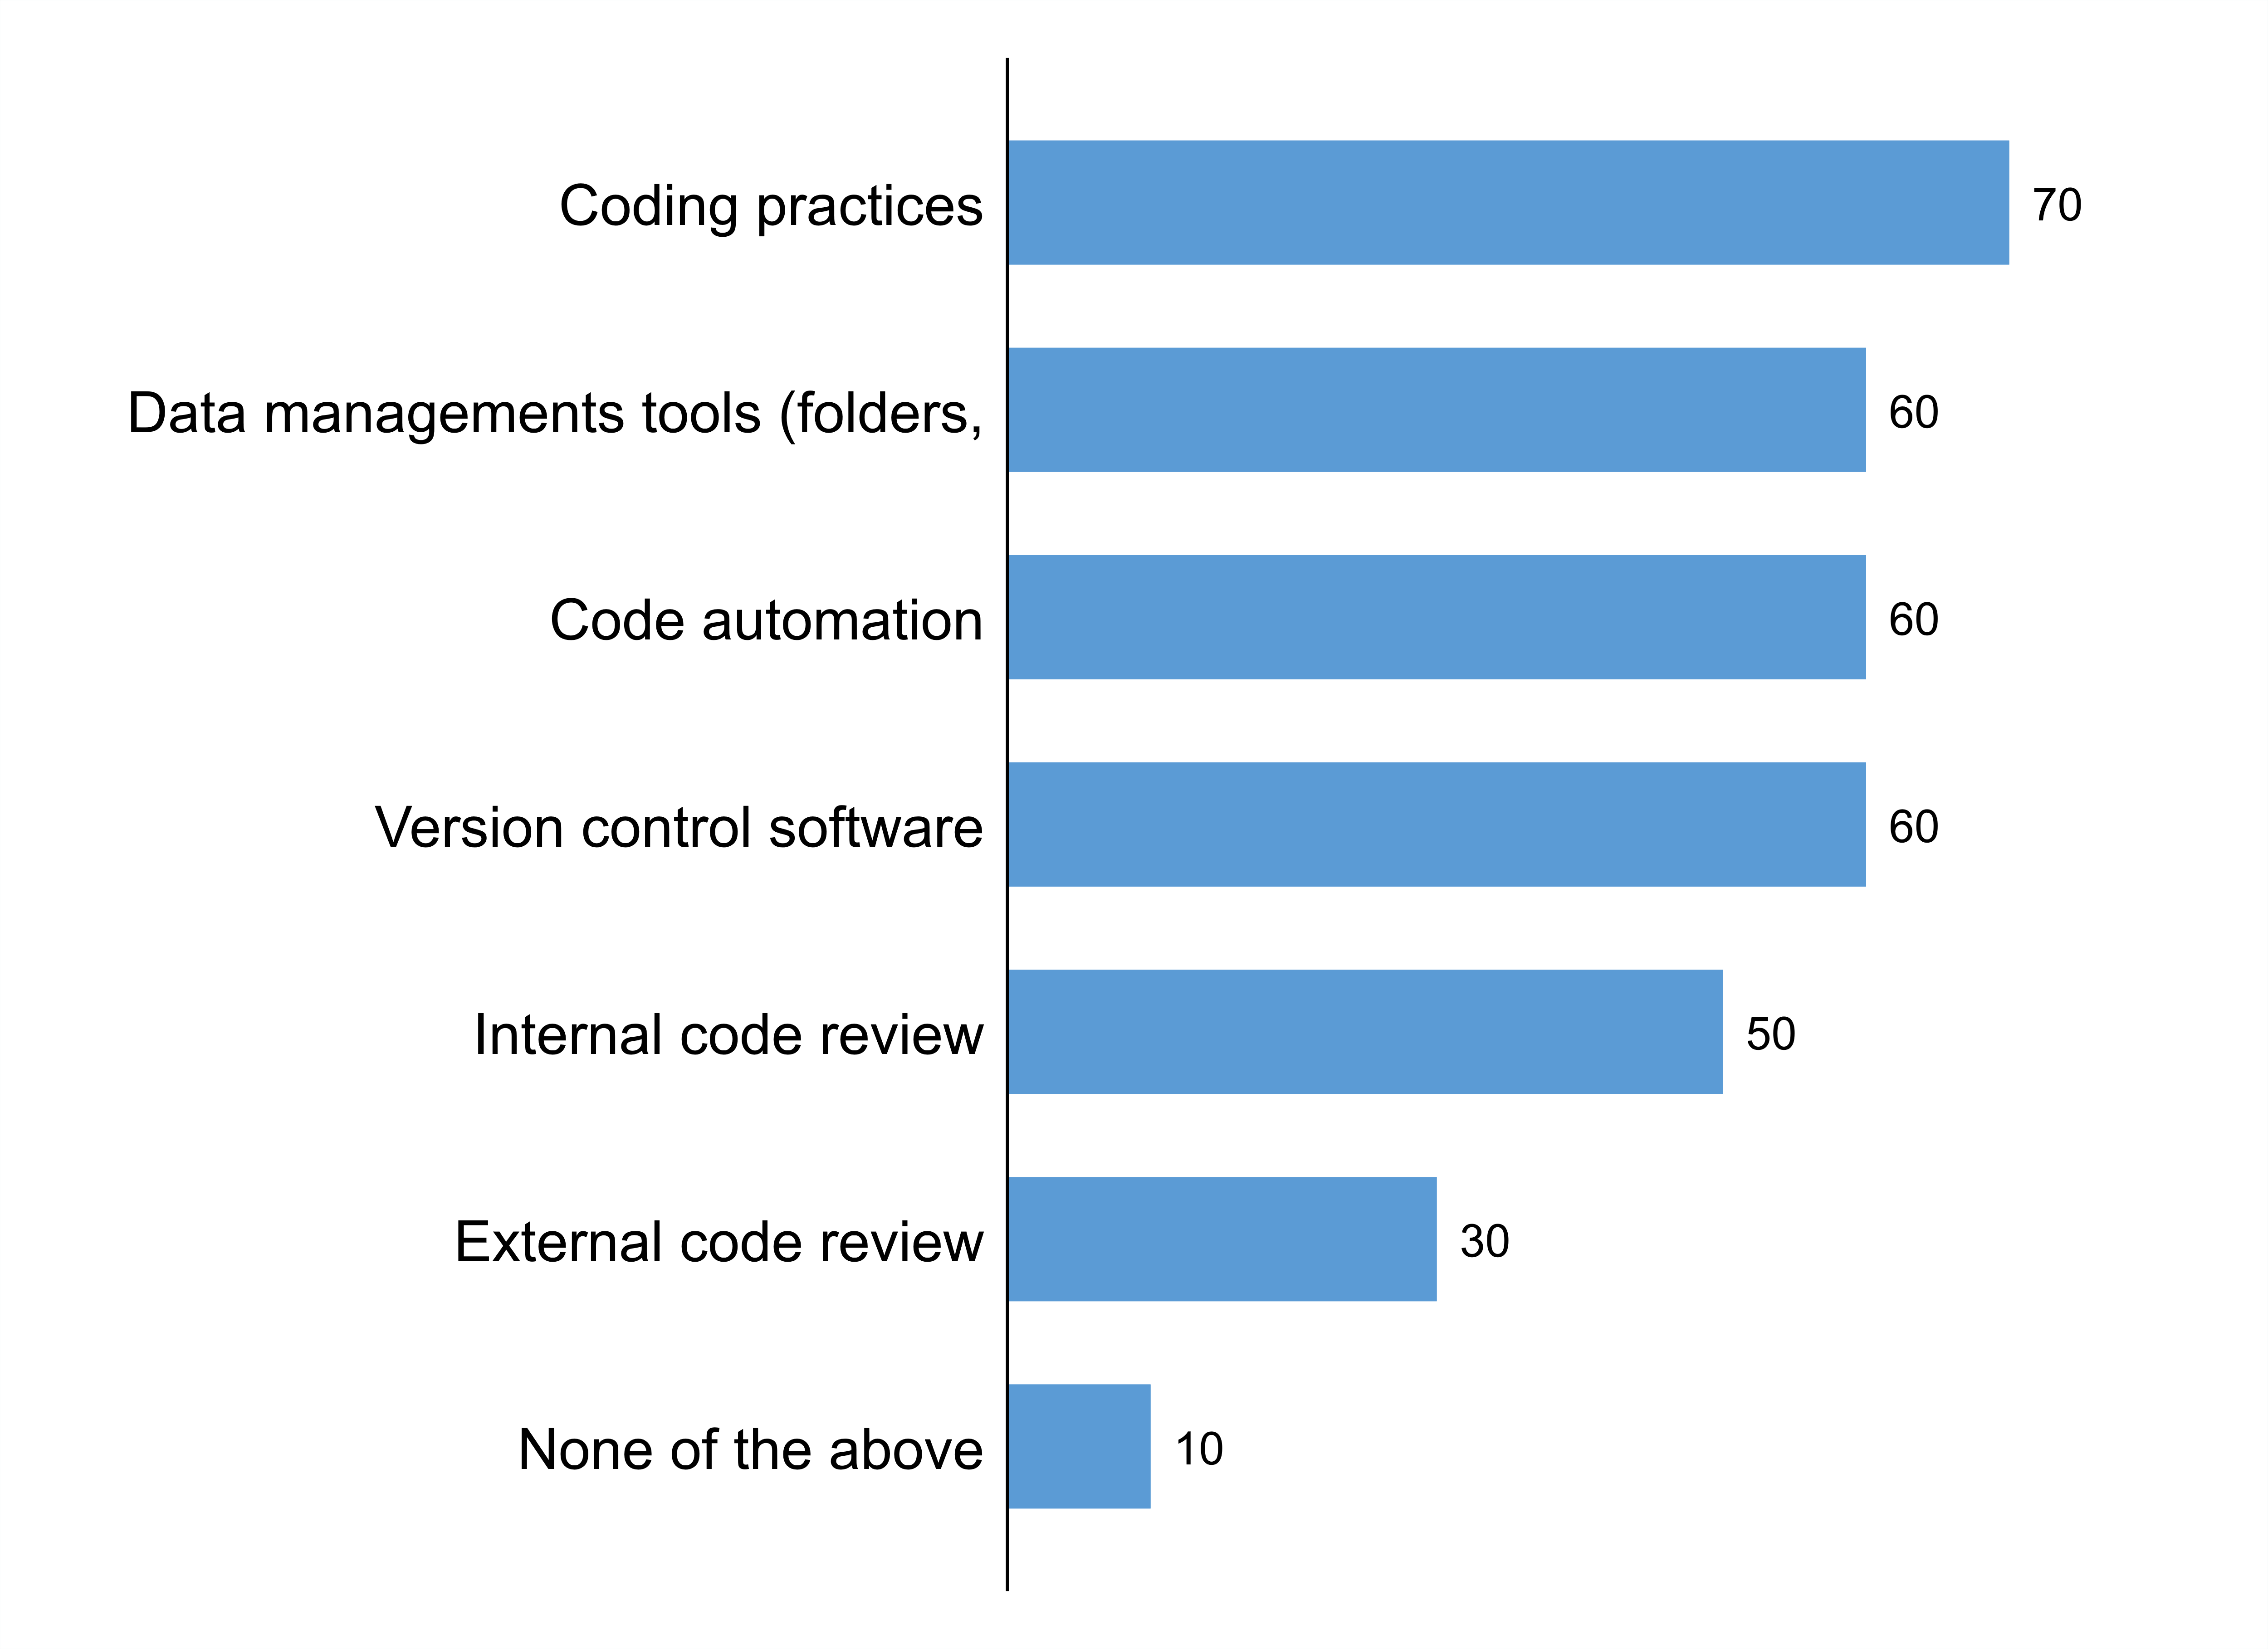 Coding practices 70
Data managements tools (folders, 60
Code automation 60
Version control software 60
Internal code review 50
External code review 30
None of the above 10